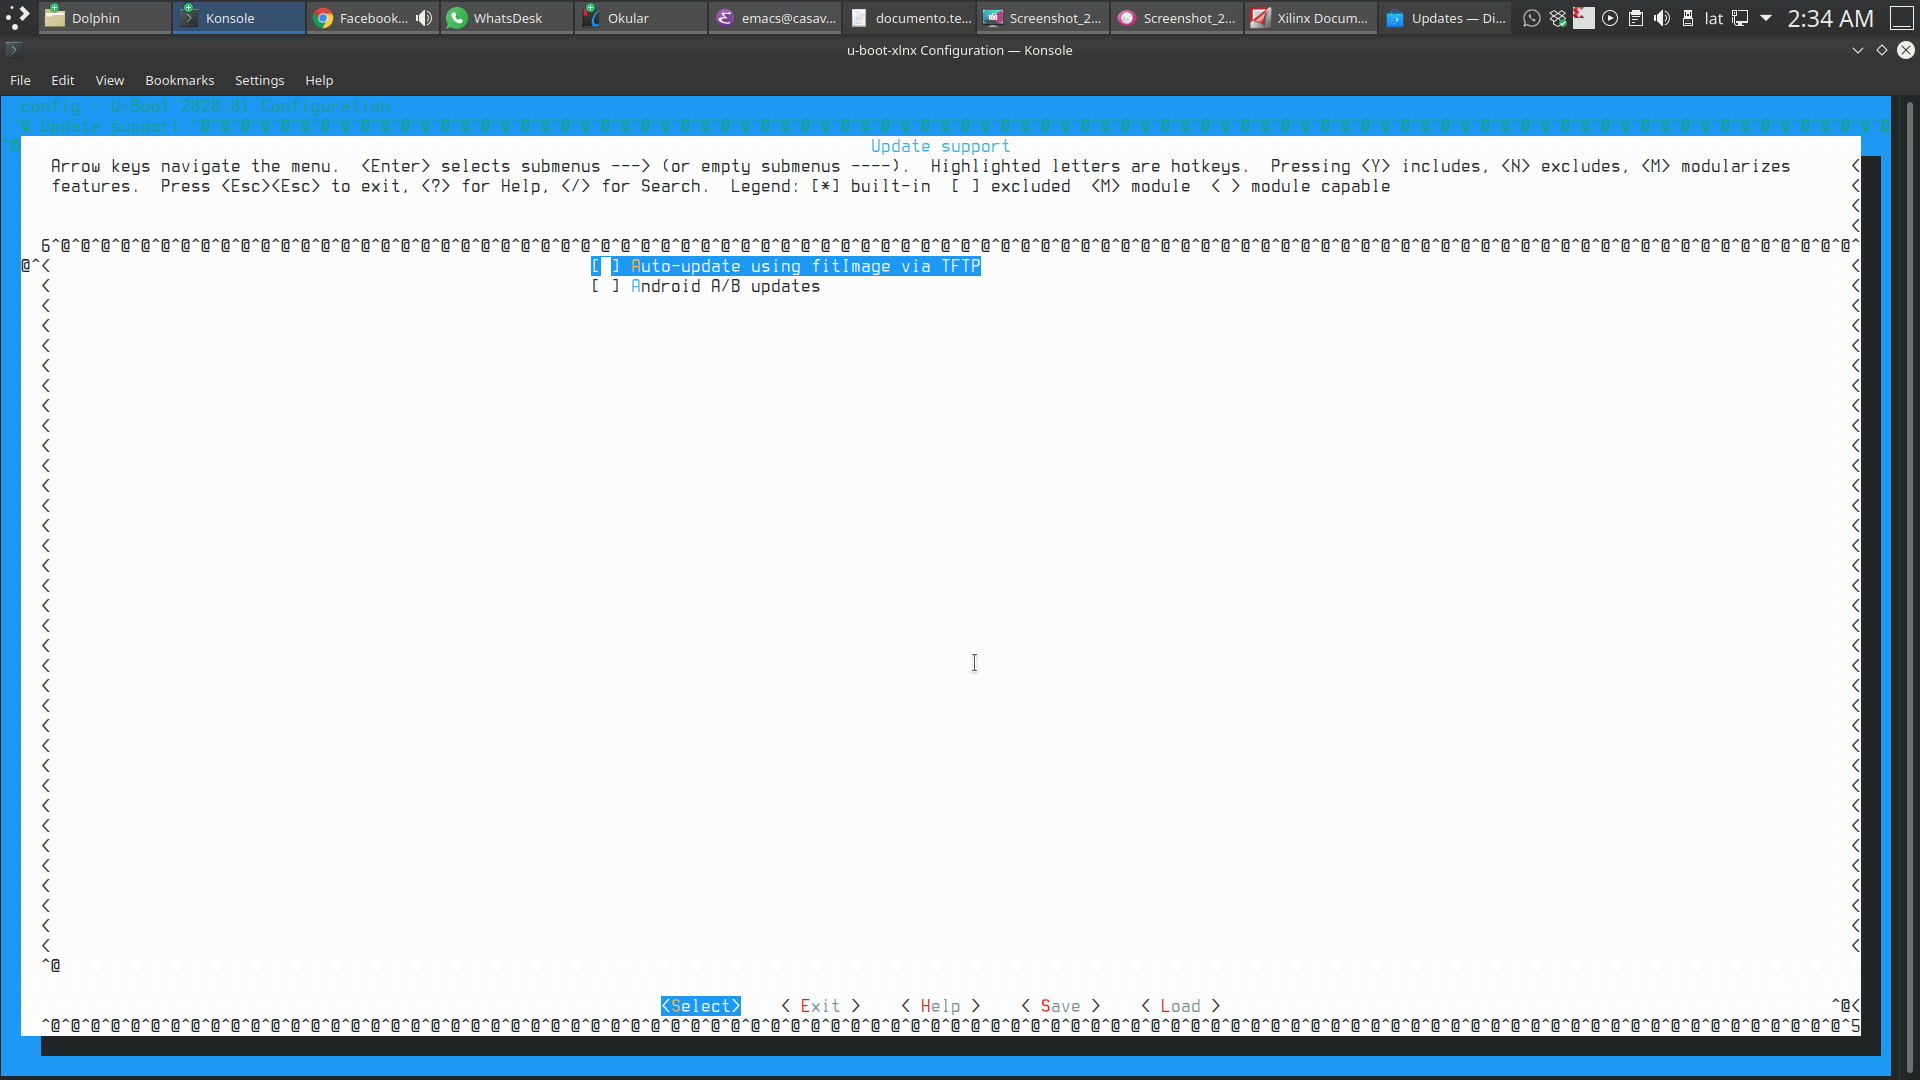 Dolphin Konsole Facebook... WhatsDesk Okular emacs@casav... documento.te... Screenshot_2... Screenshot_2... Xilinx Docum... Updates — Di... lat 2:34 AM
u-boot-xlnx Configuration — Konsole
File Edit View Bookmarks Settings Help
.config - U-Boot 2020.01 Configuration
Update support
Update support
Arrow keys navigate the menu. <Enter> selects submenus ---> (or empty submenus ----). Highlighted letters are hotkeys. Pressing <Y> includes, <N> excludes, <M> modularizes
features. Press <Esc><Esc> to exit, <?> for Help, </> for Search. Legend: [*] built-in [ ] excluded <M> module < > module capable
[ ] Auto-update using fitImage via TFTP
[ ] Android A/B updates
<Select> < Exit > < Help > < Save > < Load >